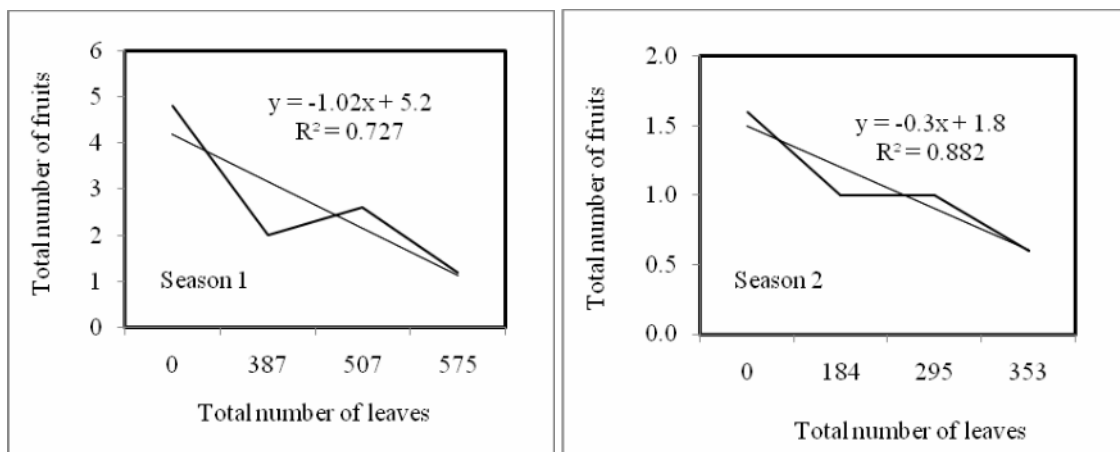 Total number of fruits
6
5
4
3
2
1
0
y = -1.02x + 5.2
R² = 0.727
Season 1
0 387 507 575
Total number of leaves
Total number of fruits
2.0
1.5
1.0
0.5
0.0
y = -0.3x + 1.8
R² = 0.882
Season 2
0 184 295 353
Total number of leaves